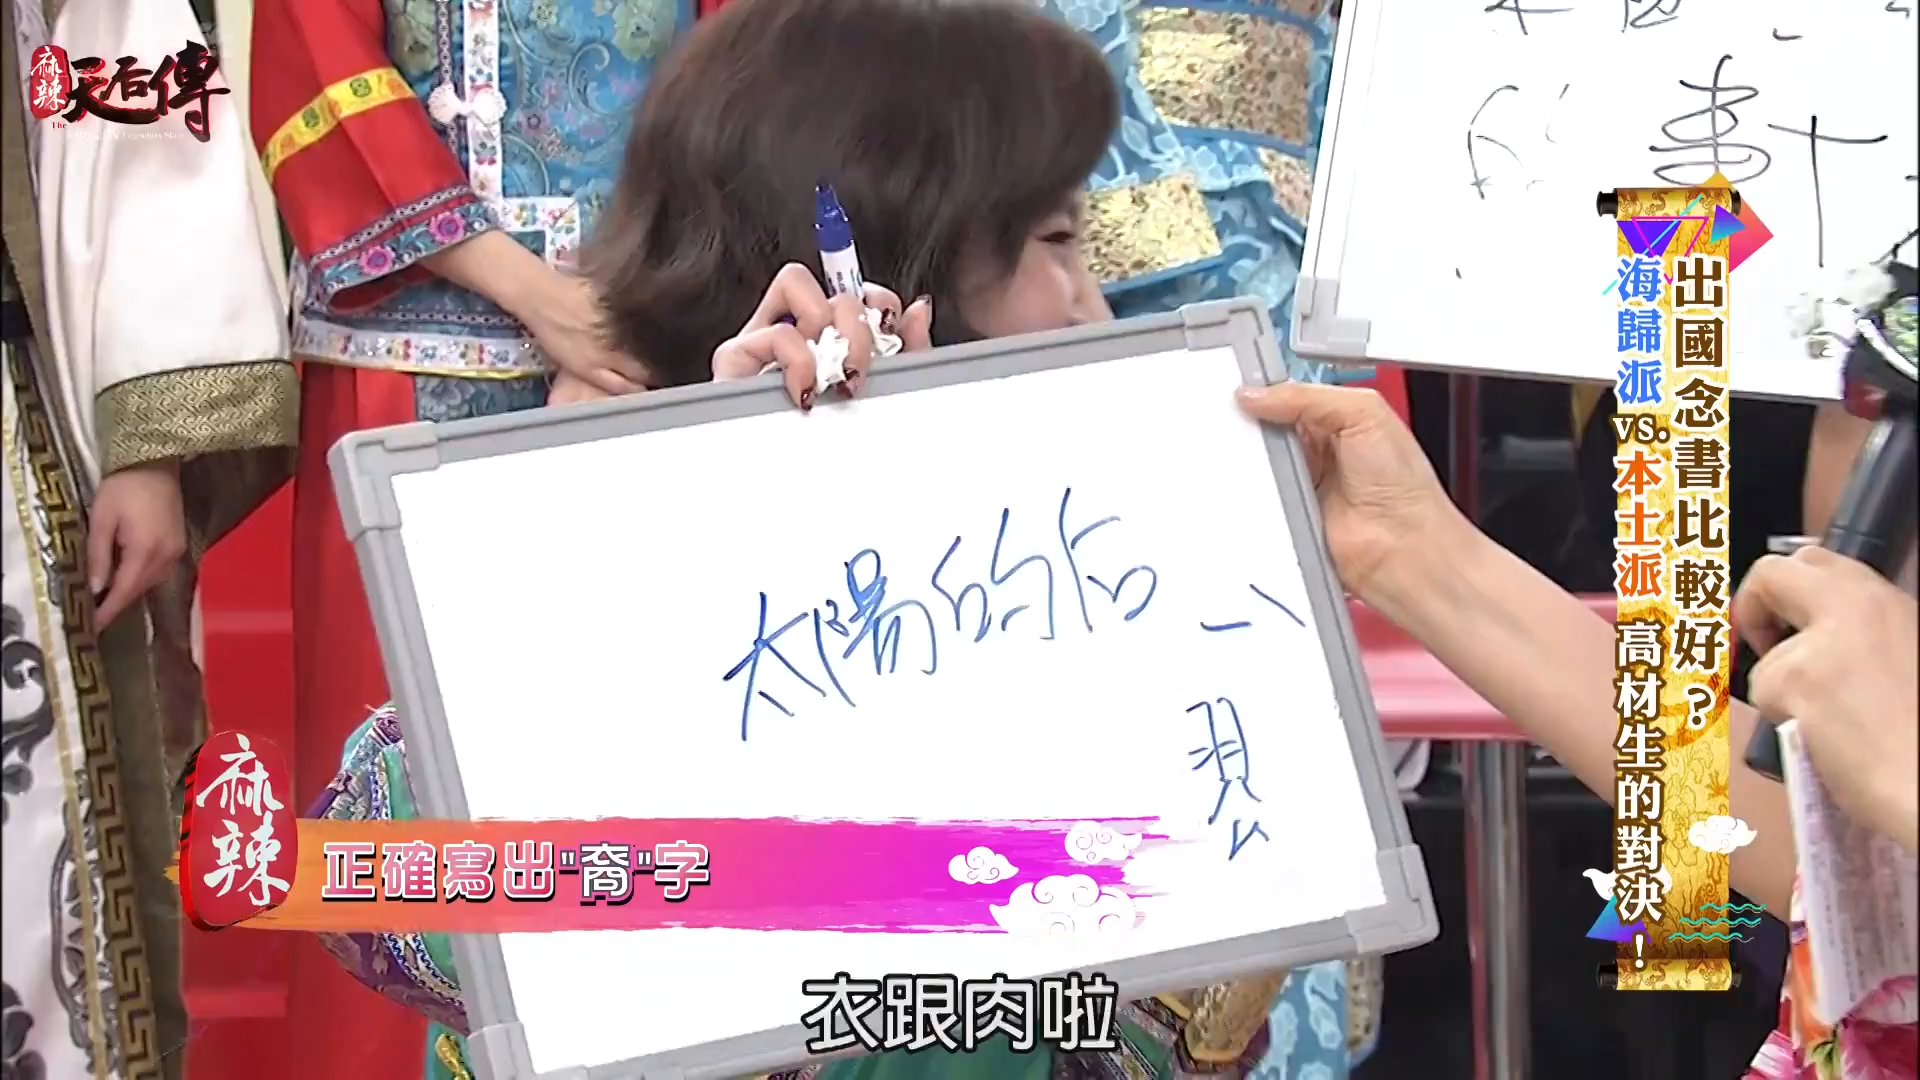 麻辣
天后傳
The
出國念書比較好？
海歸派vs.本土派 高材生的對決！
太陽的后
麻辣
正確寫出"裔"字
衣跟肉啦